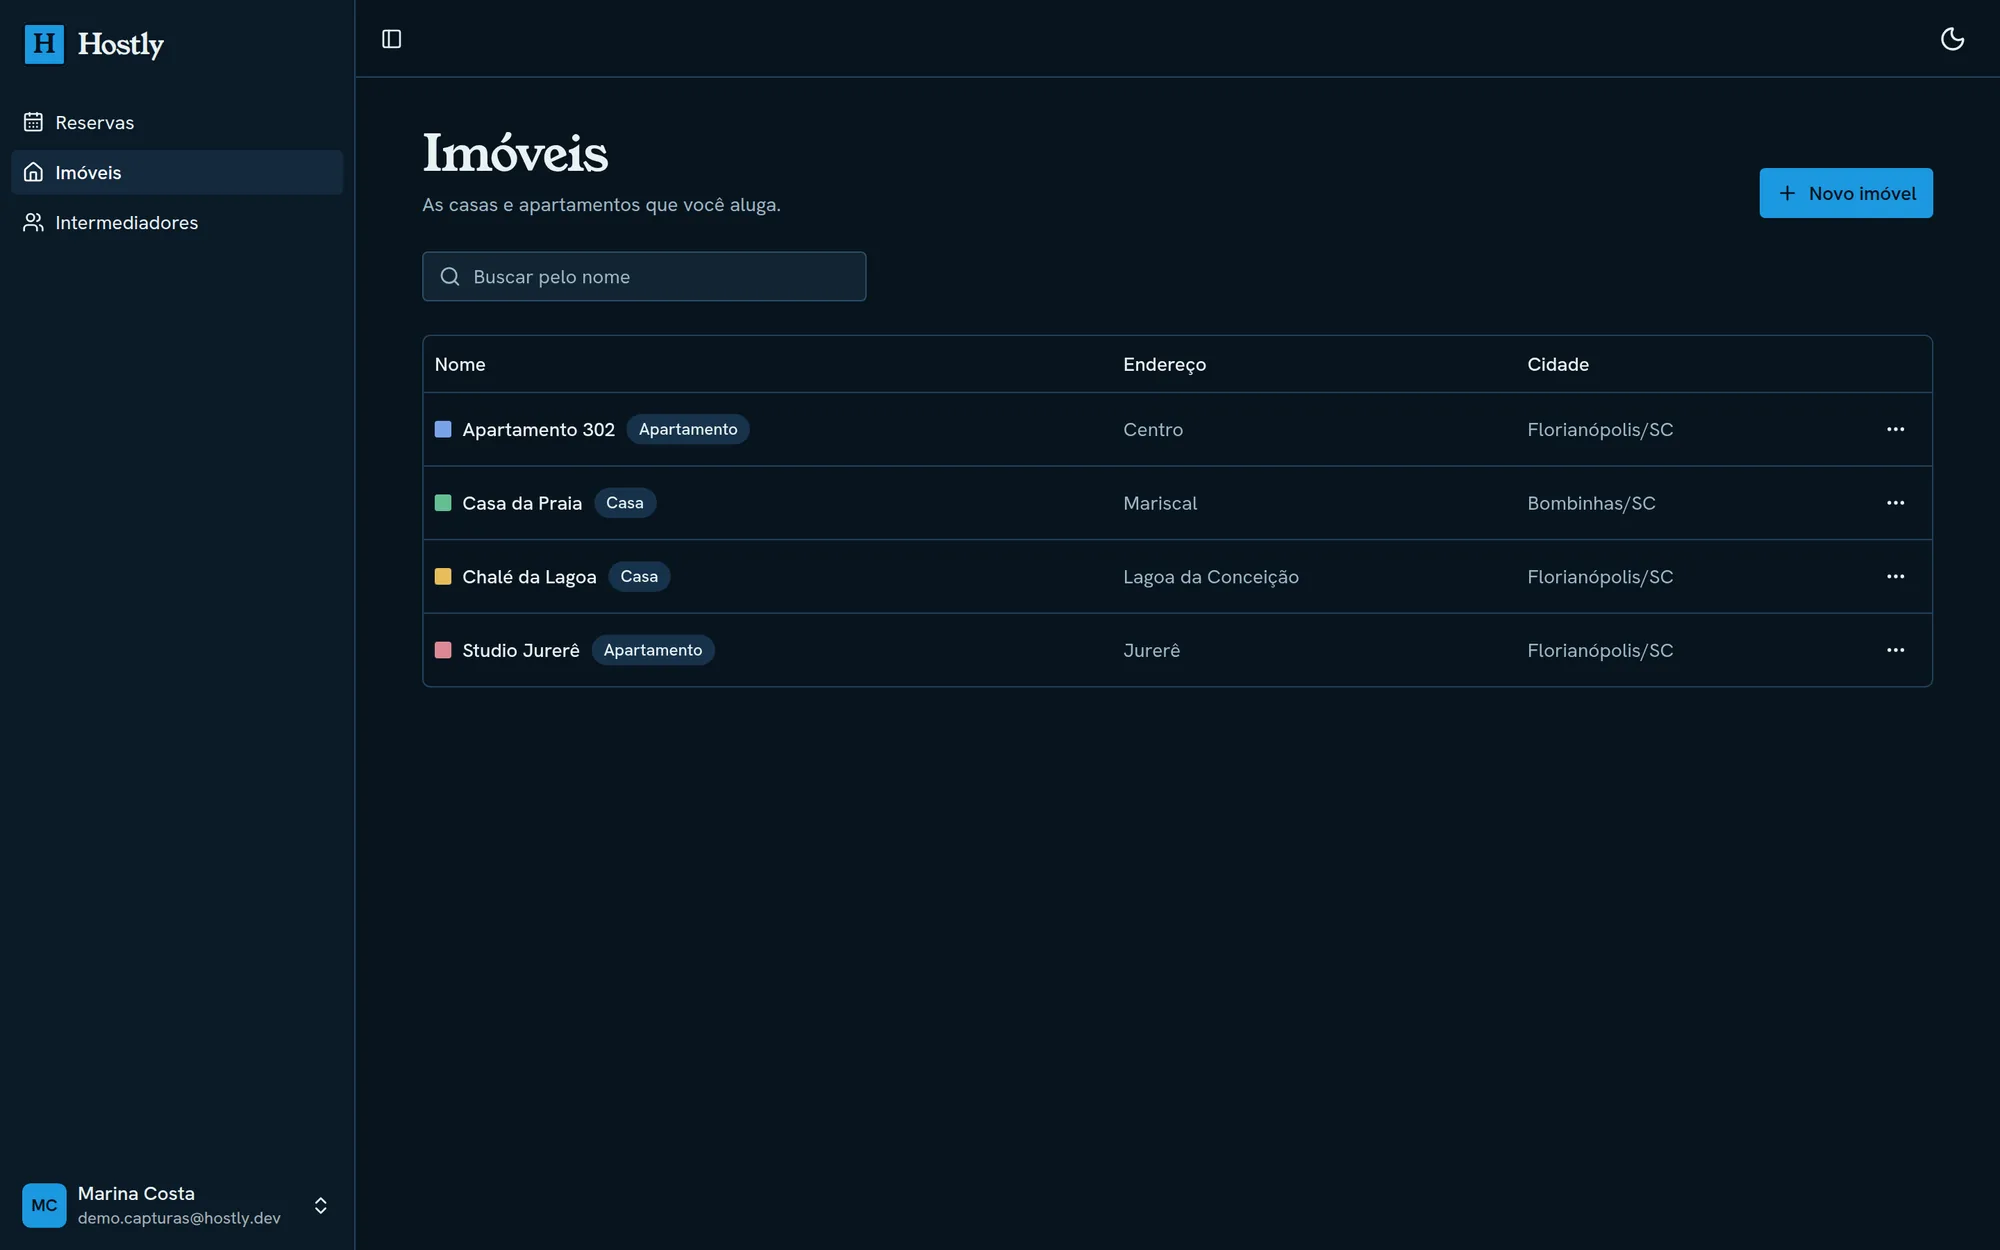 H Hostly
Reservas
Imóveis
Intermediadores
Imóveis
As casas e apartamentos que você aluga.
Novo imóvel
Buscar pelo nome
Nome Endereço Cidade
Apartamento 302 Apartamento Centro Florianópolis/SC
Casa da Praia Casa Mariscal Bombinhas/SC
Chalé da Lagoa Casa Lagoa da Conceição Florianópolis/SC
Studio Jurerê Apartamento Jurerê Florianópolis/SC
MC Marina Costa
demo.capturas@hostly.dev